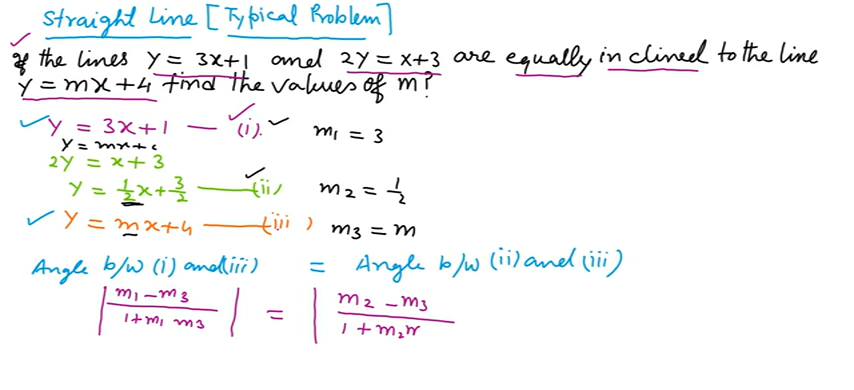 Straight Line [Typical Problem]
If the lines y = 3x+1 and 2y = x+3 are equally inclined to the line
y = mx+4 find the values of m?
y = 3x+1 — (i). m₁ = 3
y = mx+c
2y = x+3
y = 1/2 x + 3/2 — (ii) m₂ = 1/2
y = mx+4 — (iii) m₃ = m
Angle b/w (i) and (iii) = Angle b/w (ii) and (iii)
| m₁ - m₃ / 1+m₁ m₃ | = | m₂ - m₃ / 1+m₂m